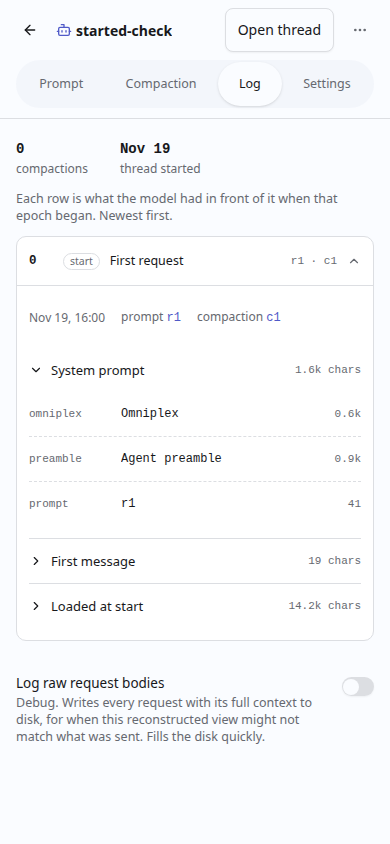 started-check
Open thread
Prompt
Compaction
Log
Settings
0
compactions
Nov 19
thread started
Each row is what the model had in front of it when that
epoch began. Newest first.
0 start First request r1 · c1
Nov 19, 16:00 prompt r1 compaction c1
System prompt 1.6k chars
omniplex Omniplex 0.6k
preamble Agent preamble 0.9k
prompt r1 41
First message 19 chars
Loaded at start 14.2k chars
Log raw request bodies
Debug. Writes every request with its full context to
disk, for when this reconstructed view might not
match what was sent. Fills the disk quickly.